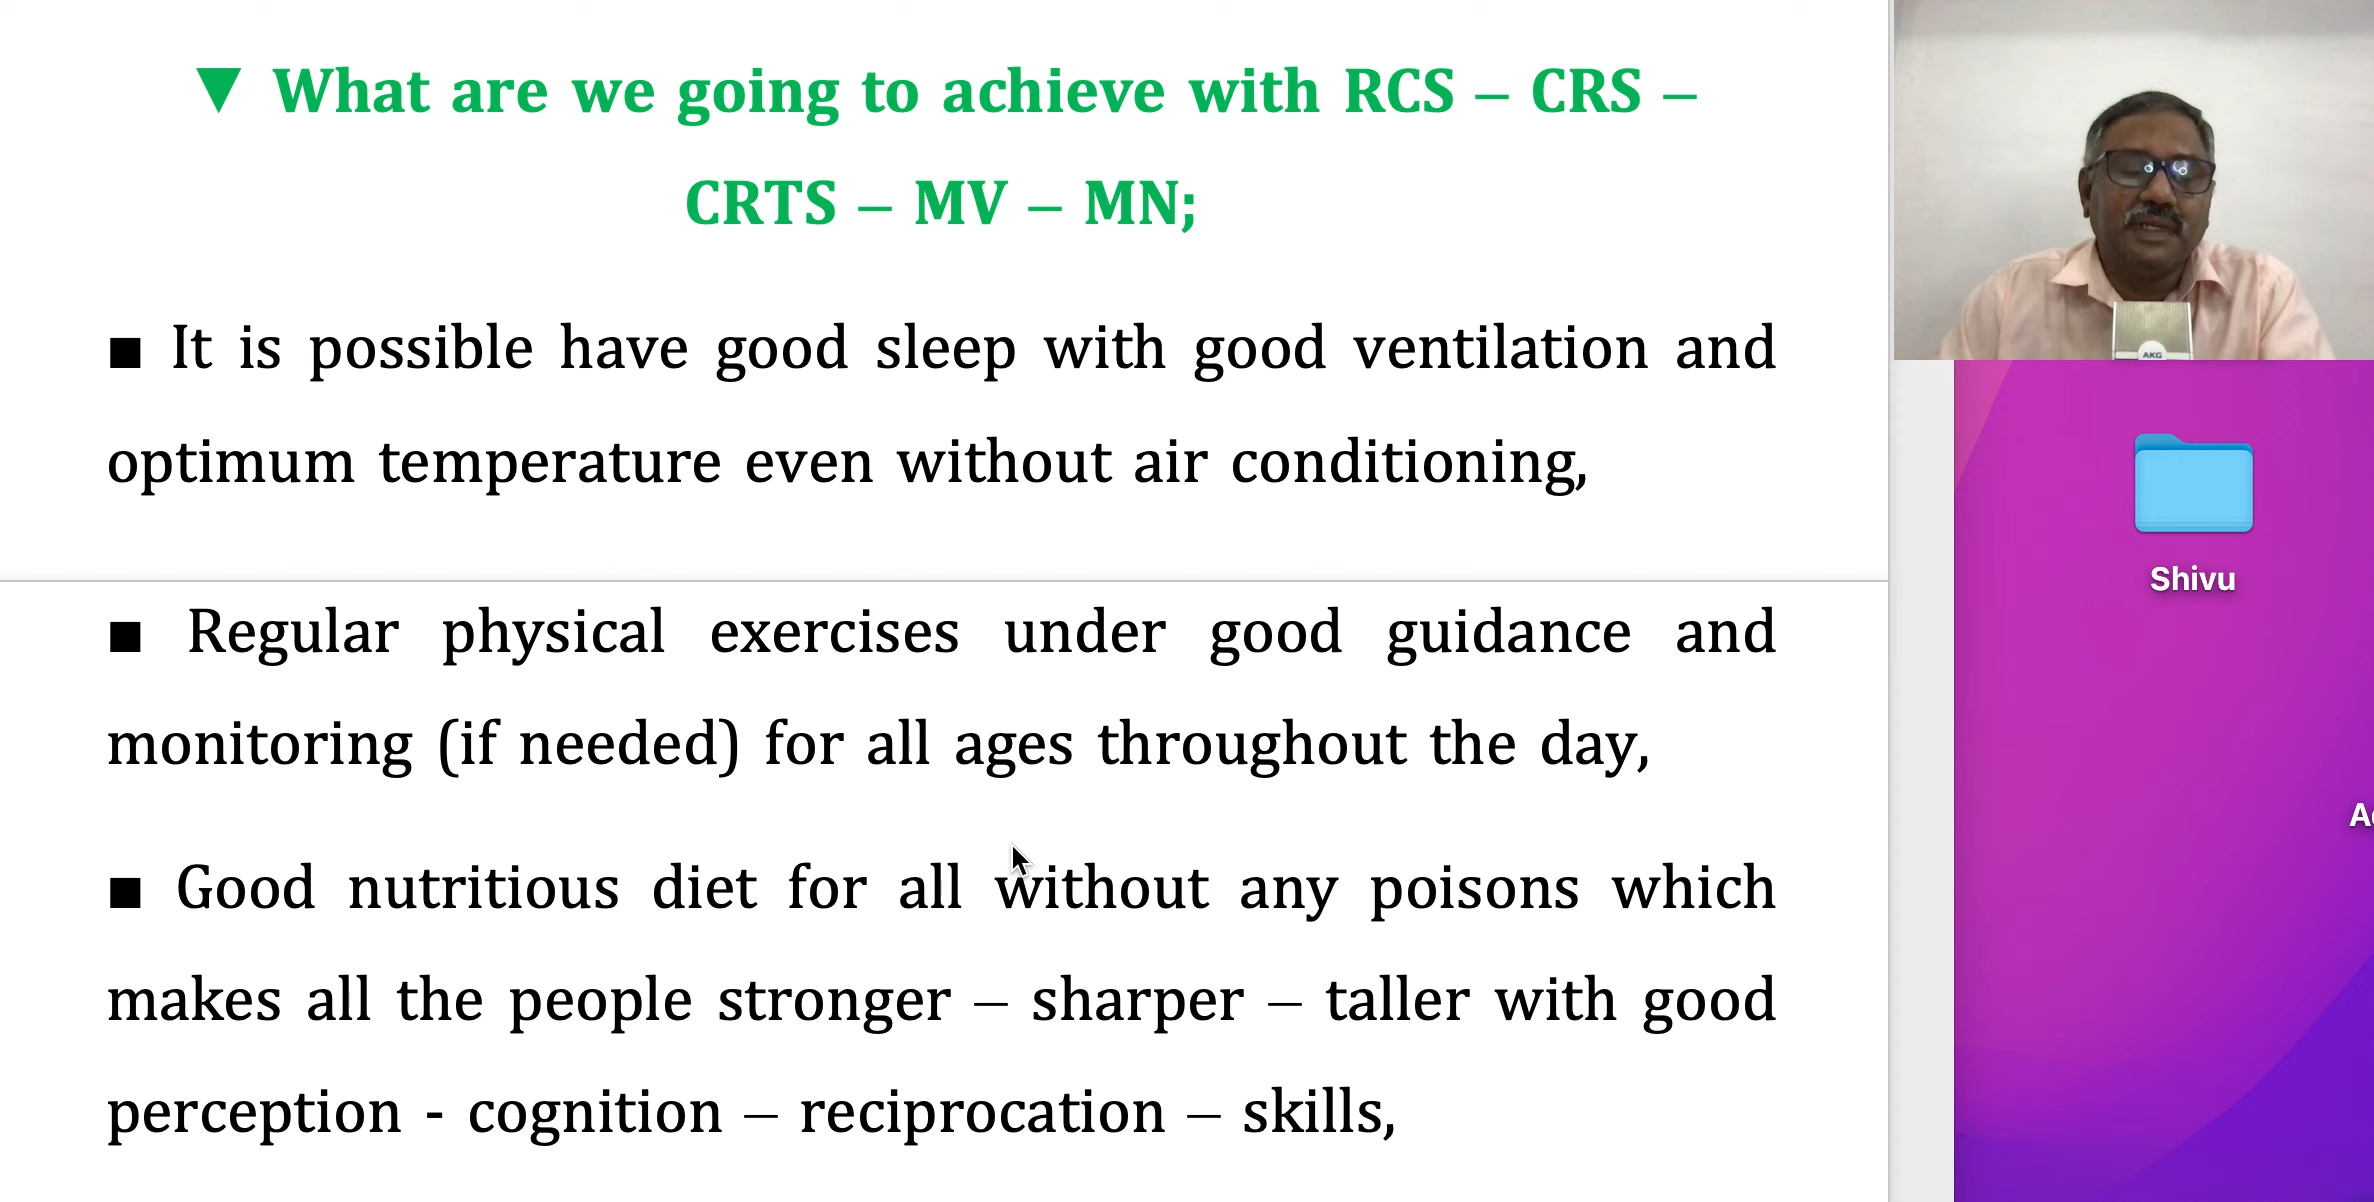 ▼ What are we going to achieve with RCS – CRS –
CRTS – MV – MN;
■ It is possible have good sleep with good ventilation and
optimum temperature even without air conditioning,
■ Regular physical exercises under good guidance and
monitoring (if needed) for all ages throughout the day,
■ Good nutritious diet for all without any poisons which
makes all the people stronger – sharper – taller with good
perception - cognition – reciprocation – skills,
AKG
Shivu